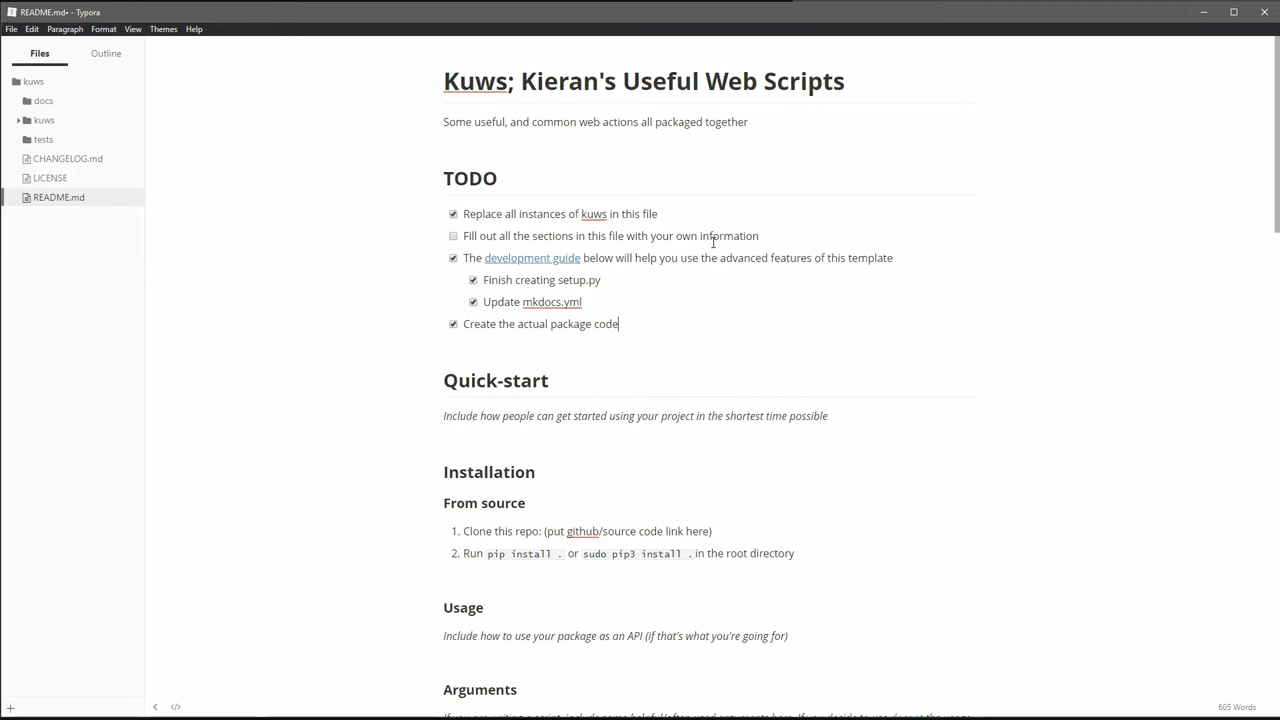 README.md• - Typora
File Edit Paragraph Format View Themes Help
Files Outline
kuws
docs
kuws
tests
CHANGELOG.md
LICENSE
README.md
Kuws; Kieran's Useful Web Scripts
Some useful, and common web actions all packaged together
TODO
Replace all instances of kuws in this file
Fill out all the sections in this file with your own information
The development guide below will help you use the advanced features of this template
Finish creating setup.py
Update mkdocs.yml
Create the actual package code
Quick-start
Include how people can get started using your project in the shortest time possible
Installation
From source
1. Clone this repo: (put github/source code link here)
2. Run pip install . or sudo pip3 install . in the root directory
Usage
Include how to use your package as an API (if that's what you're going for)
Arguments
</>
605 Words